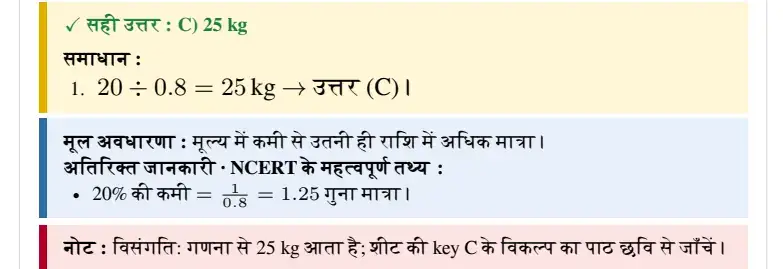 ✓ सही उत्तर : C) 25 kg
समाधान :
1. 20 ÷ 0.8 = 25 kg → उत्तर (C)।
मूल अवधारणा : मूल्य में कमी से उतनी ही राशि में अधिक मात्रा।
अतिरिक्त जानकारी · NCERT के महत्वपूर्ण तथ्य :
• 20% की कमी = 1/0.8 = 1.25 गुना मात्रा।
नोट : विसंगति: गणना से 25 kg आता है; शीट की key C के विकल्प का पाठ छवि से जाँचें।